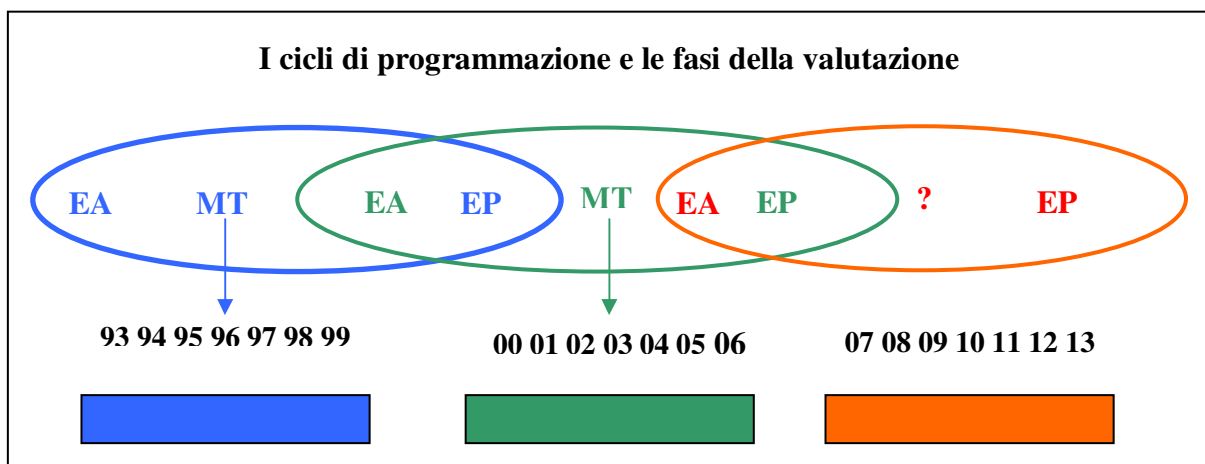 I cicli di programmazione e le fasi della valutazione
EA MT EA EP MT EA EP ? EP
93 94 95 96 97 98 99 00 01 02 03 04 05 06 07 08 09 10 11 12 13